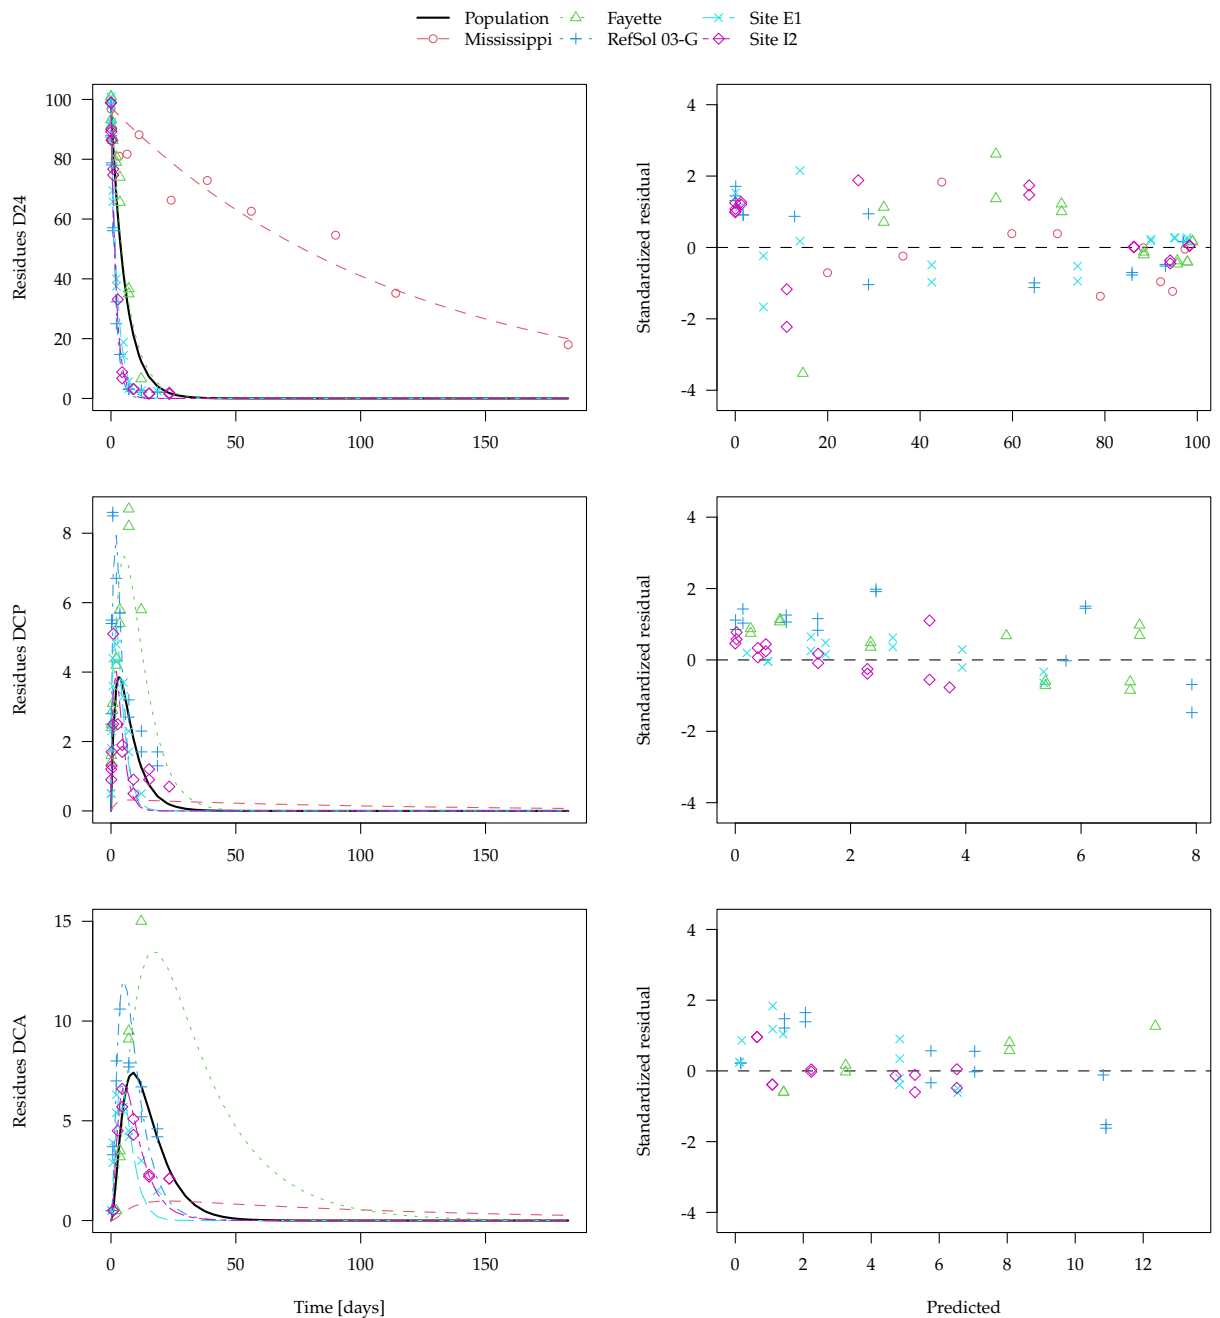 Population Fayette Site E1
Mississippi RefSol 03-G Site I2
Residues D24
100
80
60
40
20
0
0 50 100 150
Standardized residual
4
2
0
-2
-4
0 20 40 60 80 100
Residues DCP
8
6
4
2
0
0 50 100 150
Standardized residual
4
2
0
-2
-4
0 2 4 6 8
Residues DCA
15
10
5
0
0 50 100 150
Time [days]
Standardized residual
4
2
0
-2
-4
0 2 4 6 8 10 12
Predicted